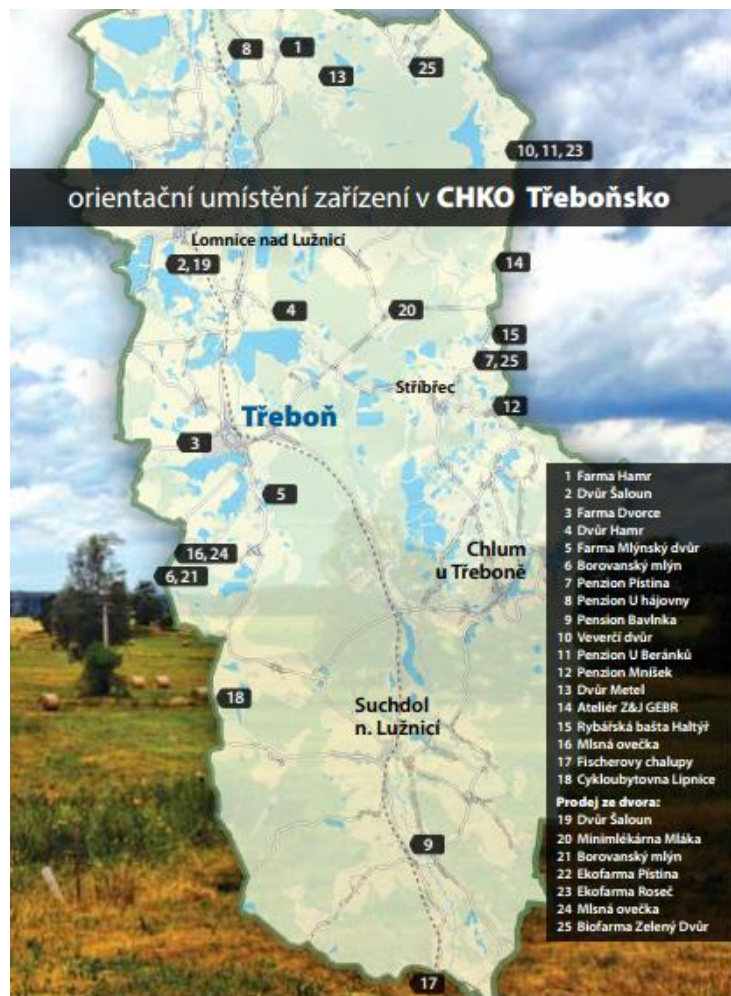 8
1
13
25
10, 11, 23
orientační umístění zařízení v CHKO Třeboňsko
Lomnice nad Lužnicí
2, 19
14
4
20
15
7, 25
Stříbřec
12
Třeboň
3
5
16, 24
6, 21
Chlum
u Třeboně
18
Suchdol
n. Lužnicí
9
17
1 Farma Hamr
2 Dvůr Šaloun
3 Farma Dvorce
4 Dvůr Hamr
5 Farma Mlýnský dvůr
6 Borovanský mlýn
7 Penzion Pístina
8 Penzion U hájovny
9 Pension Bavlnka
10 Veverčí dvůr
11 Penzion U Beránků
12 Penzion Mníšek
13 Dvůr Metel
14 Ateliér Z&J GEBR
15 Rybářská bašta Haltýř
16 Mlsná ovečka
17 Fischerovy chalupy
18 Cykloubytovna Lipnice
Prodej ze dvora:
19 Dvůr Šaloun
20 Minimlékárna Mláka
21 Borovanský mlýn
22 Ekofarma Pístina
23 Ekofarma Roseč
24 Mlsná ovečka
25 Biofarma Zelený Dvůr